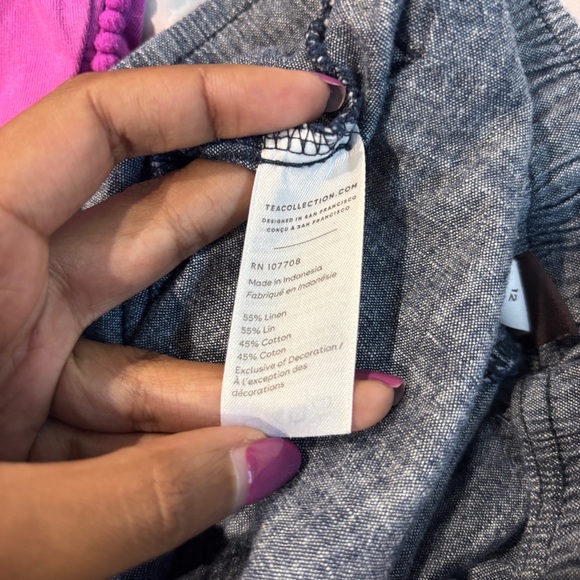 TEACOLLECTION.COM
DESIGNED IN SAN FRANCISCO
CONÇU À SAN FRANCISCO
RN 107708
Made in Indonesia
Fabriqué en Indonésie
55% Linen
55% Lin
45% Cotton
45% Coton
Exclusive of Decoration /
À l'exception des
décorations
12